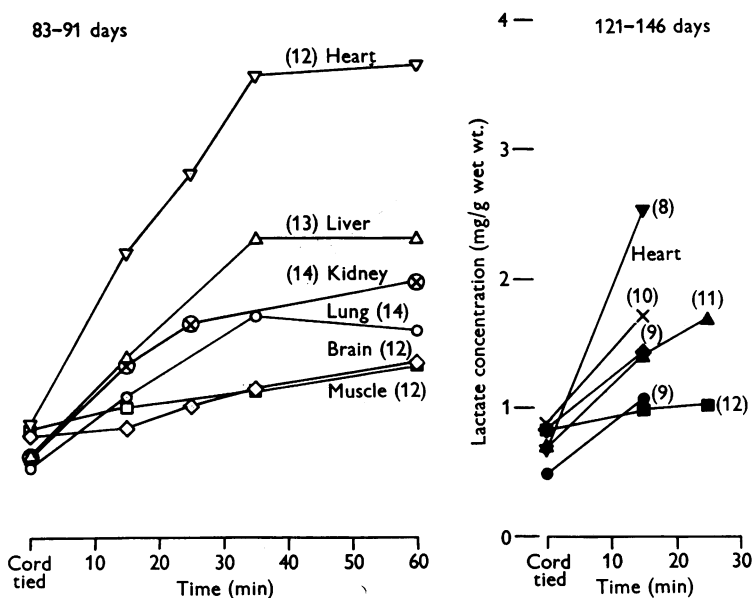 83–91 days
(12) Heart
(13) Liver
(14) Kidney
Lung (14)
Brain (12)
Muscle (12)
Cord tied
10
20
30
40
50
60
Time (min)
121–146 days
Lactate concentration (mg/g wet wt.)
4
3
2
1
0
(8)
Heart
(10)
(11)
(9)
(9)
(12)
Cord tied
10
20
30
Time (min)